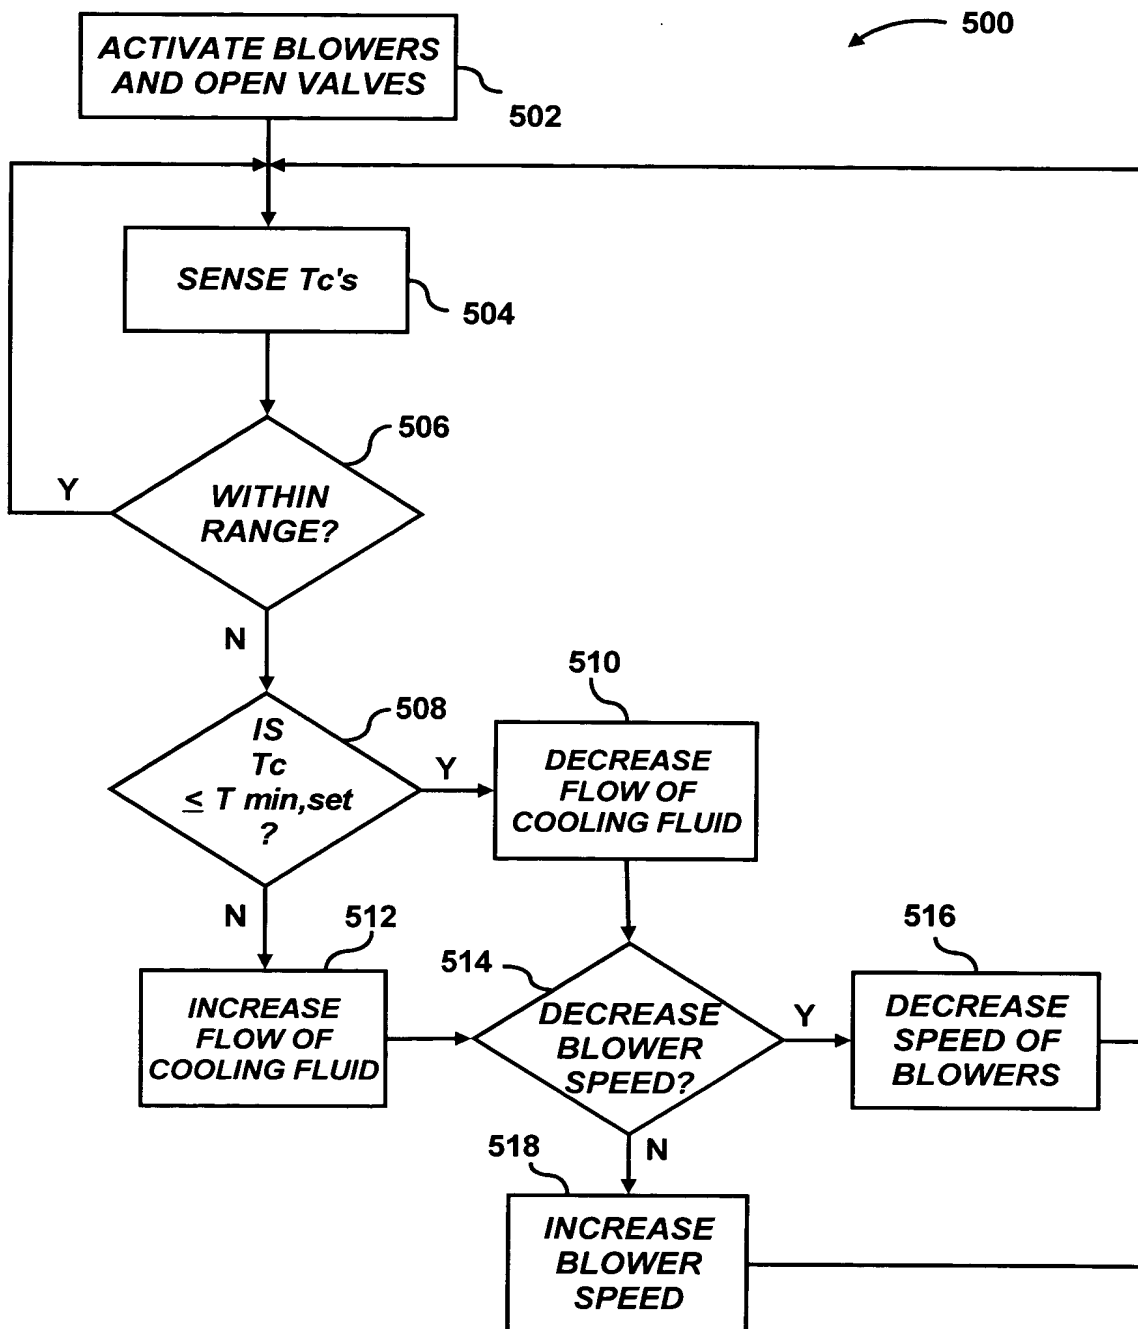 500
ACTIVATE BLOWERS
AND OPEN VALVES
502
SENSE Tc's
504
506
WITHIN
RANGE?
Y
N
508
IS
Tc
≤ T min,set
?
Y
N
510
DECREASE
FLOW OF
COOLING FLUID
512
INCREASE
FLOW OF
COOLING FLUID
514
DECREASE
BLOWER
SPEED?
Y
N
516
DECREASE
SPEED OF
BLOWERS
518
INCREASE
BLOWER
SPEED